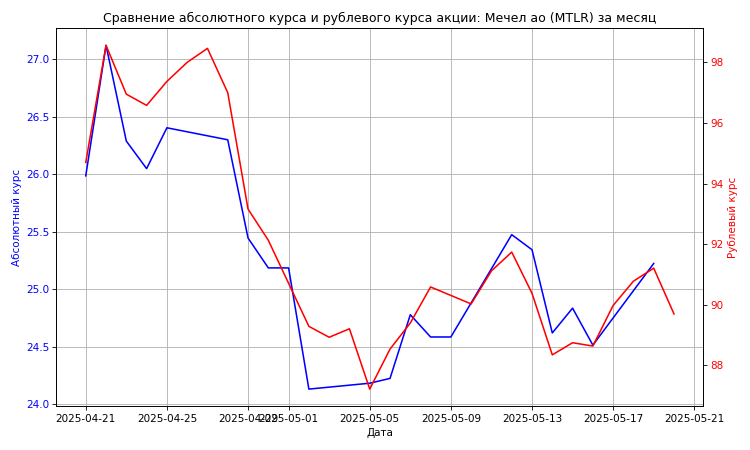 Сравнение абсолютного курса и рублевого курса акции: Мечел ао (MTLR) за месяц
Абсолютный курс
27.0
26.5
26.0
25.5
25.0
24.5
24.0
98
96
94
92
90
88
Рублевый курс
2025-04-21 2025-04-25 2025-04-29 2025-05-01 2025-05-05 2025-05-09 2025-05-13 2025-05-17 2025-05-21
Дата